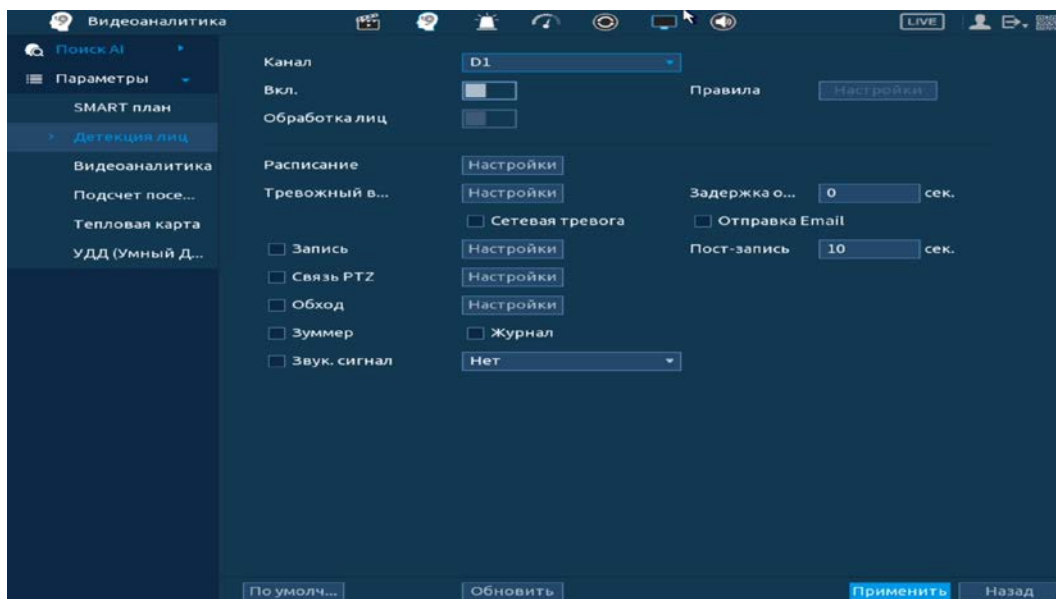 Видеоаналитика LIVE
Поиск AI
Параметры
SMART план
Детекция лиц
Видеоаналитика
Подсчет посе...
Тепловая карта
УДД (Умный Д...
Канал D1
Вкл. Правила Настройки
Обработка лиц
Расписание Настройки
Тревожный в... Настройки Задержка о... 0 сек.
Сетевая тревога Отправка Email
Запись Настройки Пост-запись 10 сек.
Связь PTZ Настройки
Обход Настройки
Зуммер Журнал
Звук. сигнал Нет
По умолч... Обновить Применить Назад